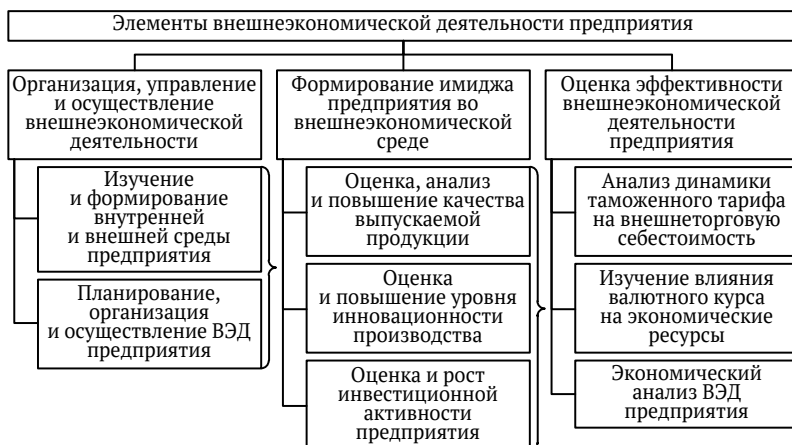 Элементы внешнеэкономической деятельности предприятия
Организация, управление
и осуществление
внешнеэкономической
деятельности
Изучение
и формирование
внутренней
и внешней среды
предприятия
Планирование,
организация
и осуществление ВЭД
предприятия
Формирование имиджа
предприятия во
внешнеэкономической
среде
Оценка, анализ
и повышение качества
выпускаемой
продукции
Оценка
и повышение уровня
инновационности
производства
Оценка и рост
инвестиционной
активности
предприятия
Оценка эффективности
внешнеэкономической
деятельности
предприятия
Анализ динамики
таможенного тарифа
на внешнеторговую
себестоимость
Изучение влияния
валютного курса
на экономические
ресурсы
Экономический
анализ ВЭД
предприятия